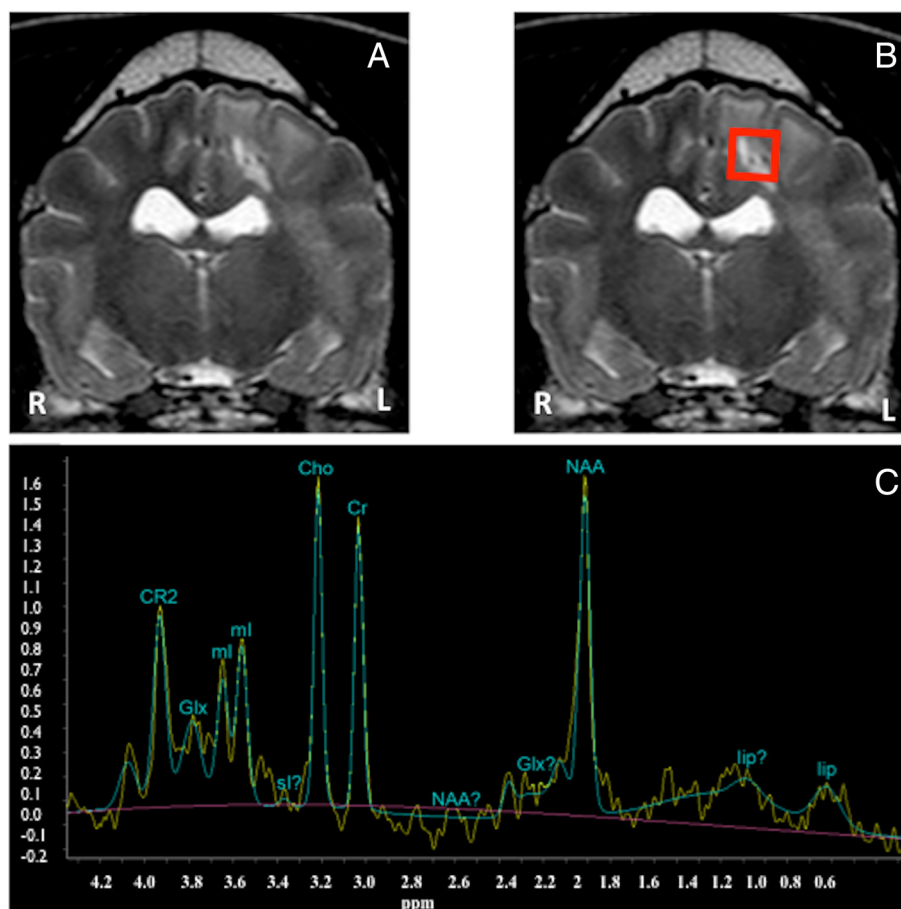 A
R
L
B
R
L
C
Cho
NAA
Cr
CR2
mI
mI
Glx
sI?
NAA?
Glx?
lip?
lip
1.6
1.5
1.4
1.3
1.2
1.1
1.0
0.9
0.8
0.7
0.6
0.5
0.4
0.3
0.2
0.1
0.0
-0.1
-0.2
4.2 4.0 3.8 3.6 3.4 3.2 3.0 2.8 2.6 2.4 2.2 2 1.8 1.6 1.4 1.2 1.0 0.8 0.6
ppm